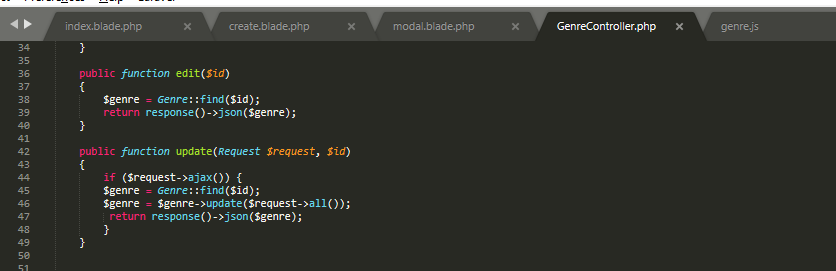 Help
index.blade.php × create.blade.php × modal.blade.php × GenreController.php × genre.js
34 }
35
36 public function edit($id)
37 {
38 $genre = Genre::find($id);
39 return response()->json($genre);
40 }
41
42 public function update(Request $request, $id)
43 {
44 if ($request->ajax()) {
45 $genre = Genre::find($id);
46 $genre = $genre->update($request->all());
47 return response()->json($genre);
48 }
49 }
50
51